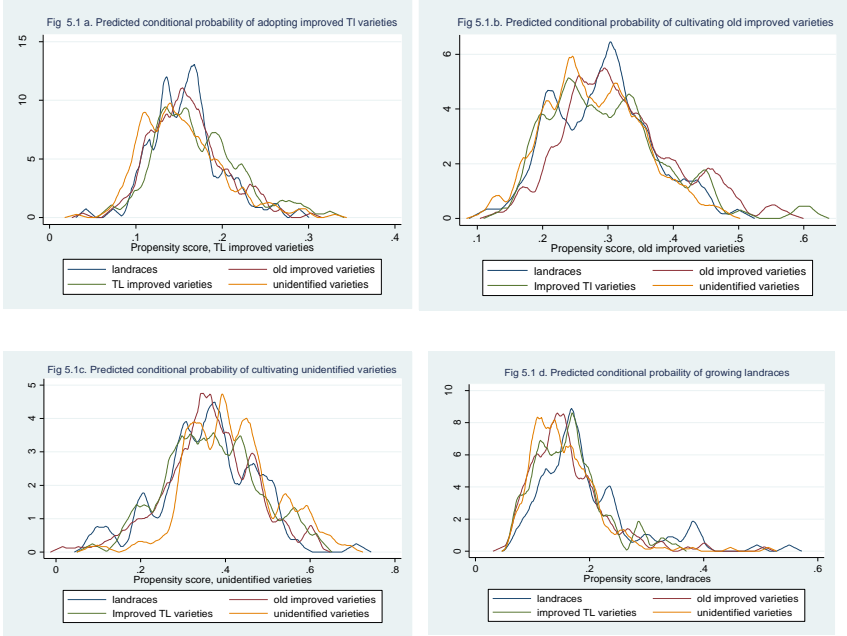 Fig 5.1 a. Predicted conditional probability of adopting improved Tl varieties
15
10
5
0
0 .1 .2 .3 .4
Propensity score, TL improved varieties
landraces old improved varieties
TL improved varieties unidentified varieties
Fig 5.1.b. Predicted conditional probability of cultivating old improved varieties
6
4
2
0
.1 .2 .3 .4 .5 .6
Propensity score, old improved varieties
landraces old improved varieties
Improved Tl varieties unidentified varieties
Fig 5.1c. Predicted conditional probability of cultivating unidentified varieties
5
4
3
2
1
0
0 .2 .4 .6 .8
Propensity score, unidentified varieties
landraces old improved varieties
Improved TL varieties unidentified varieties
Fig 5.1 d. Predicted conditional propaility of growing landraces
10
8
6
4
2
0
0 .2 .4 .6
Propensity score, landraces
landraces old improved varieties
improved TL varieties unidentified varieties